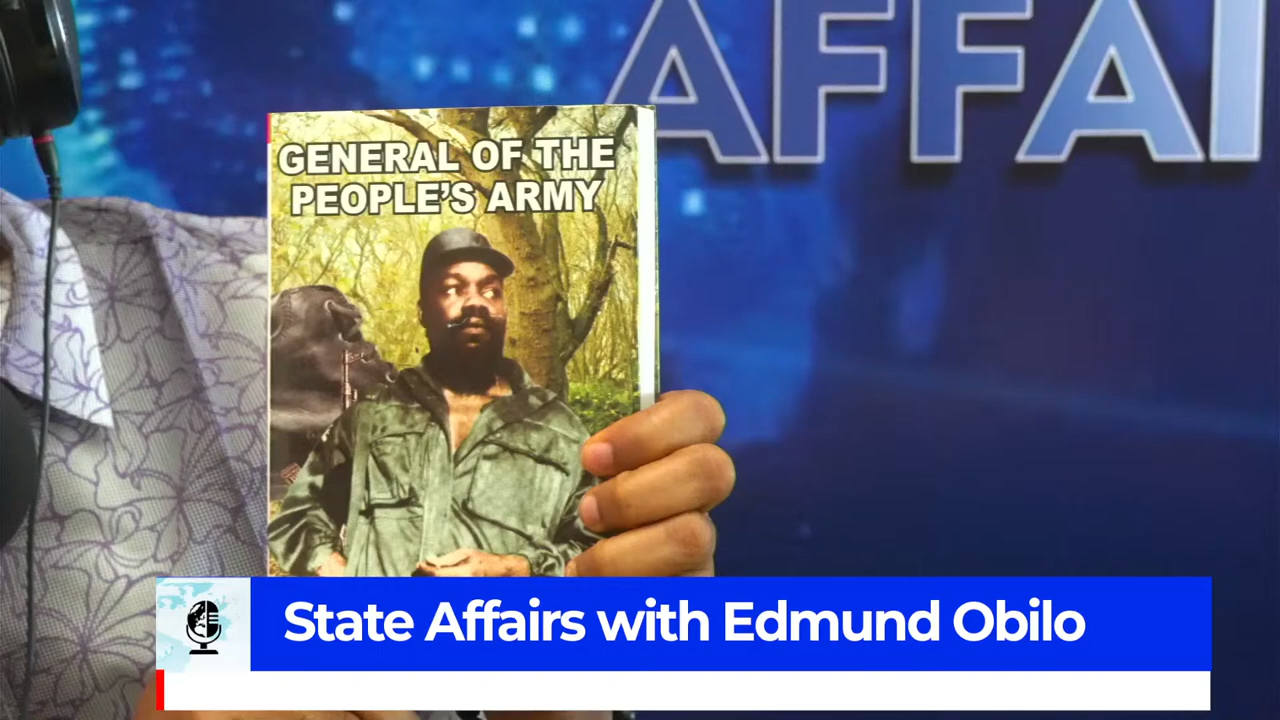 AFFAI
GENERAL OF THE
PEOPLE'S ARMY
State Affairs with Edmund Obilo